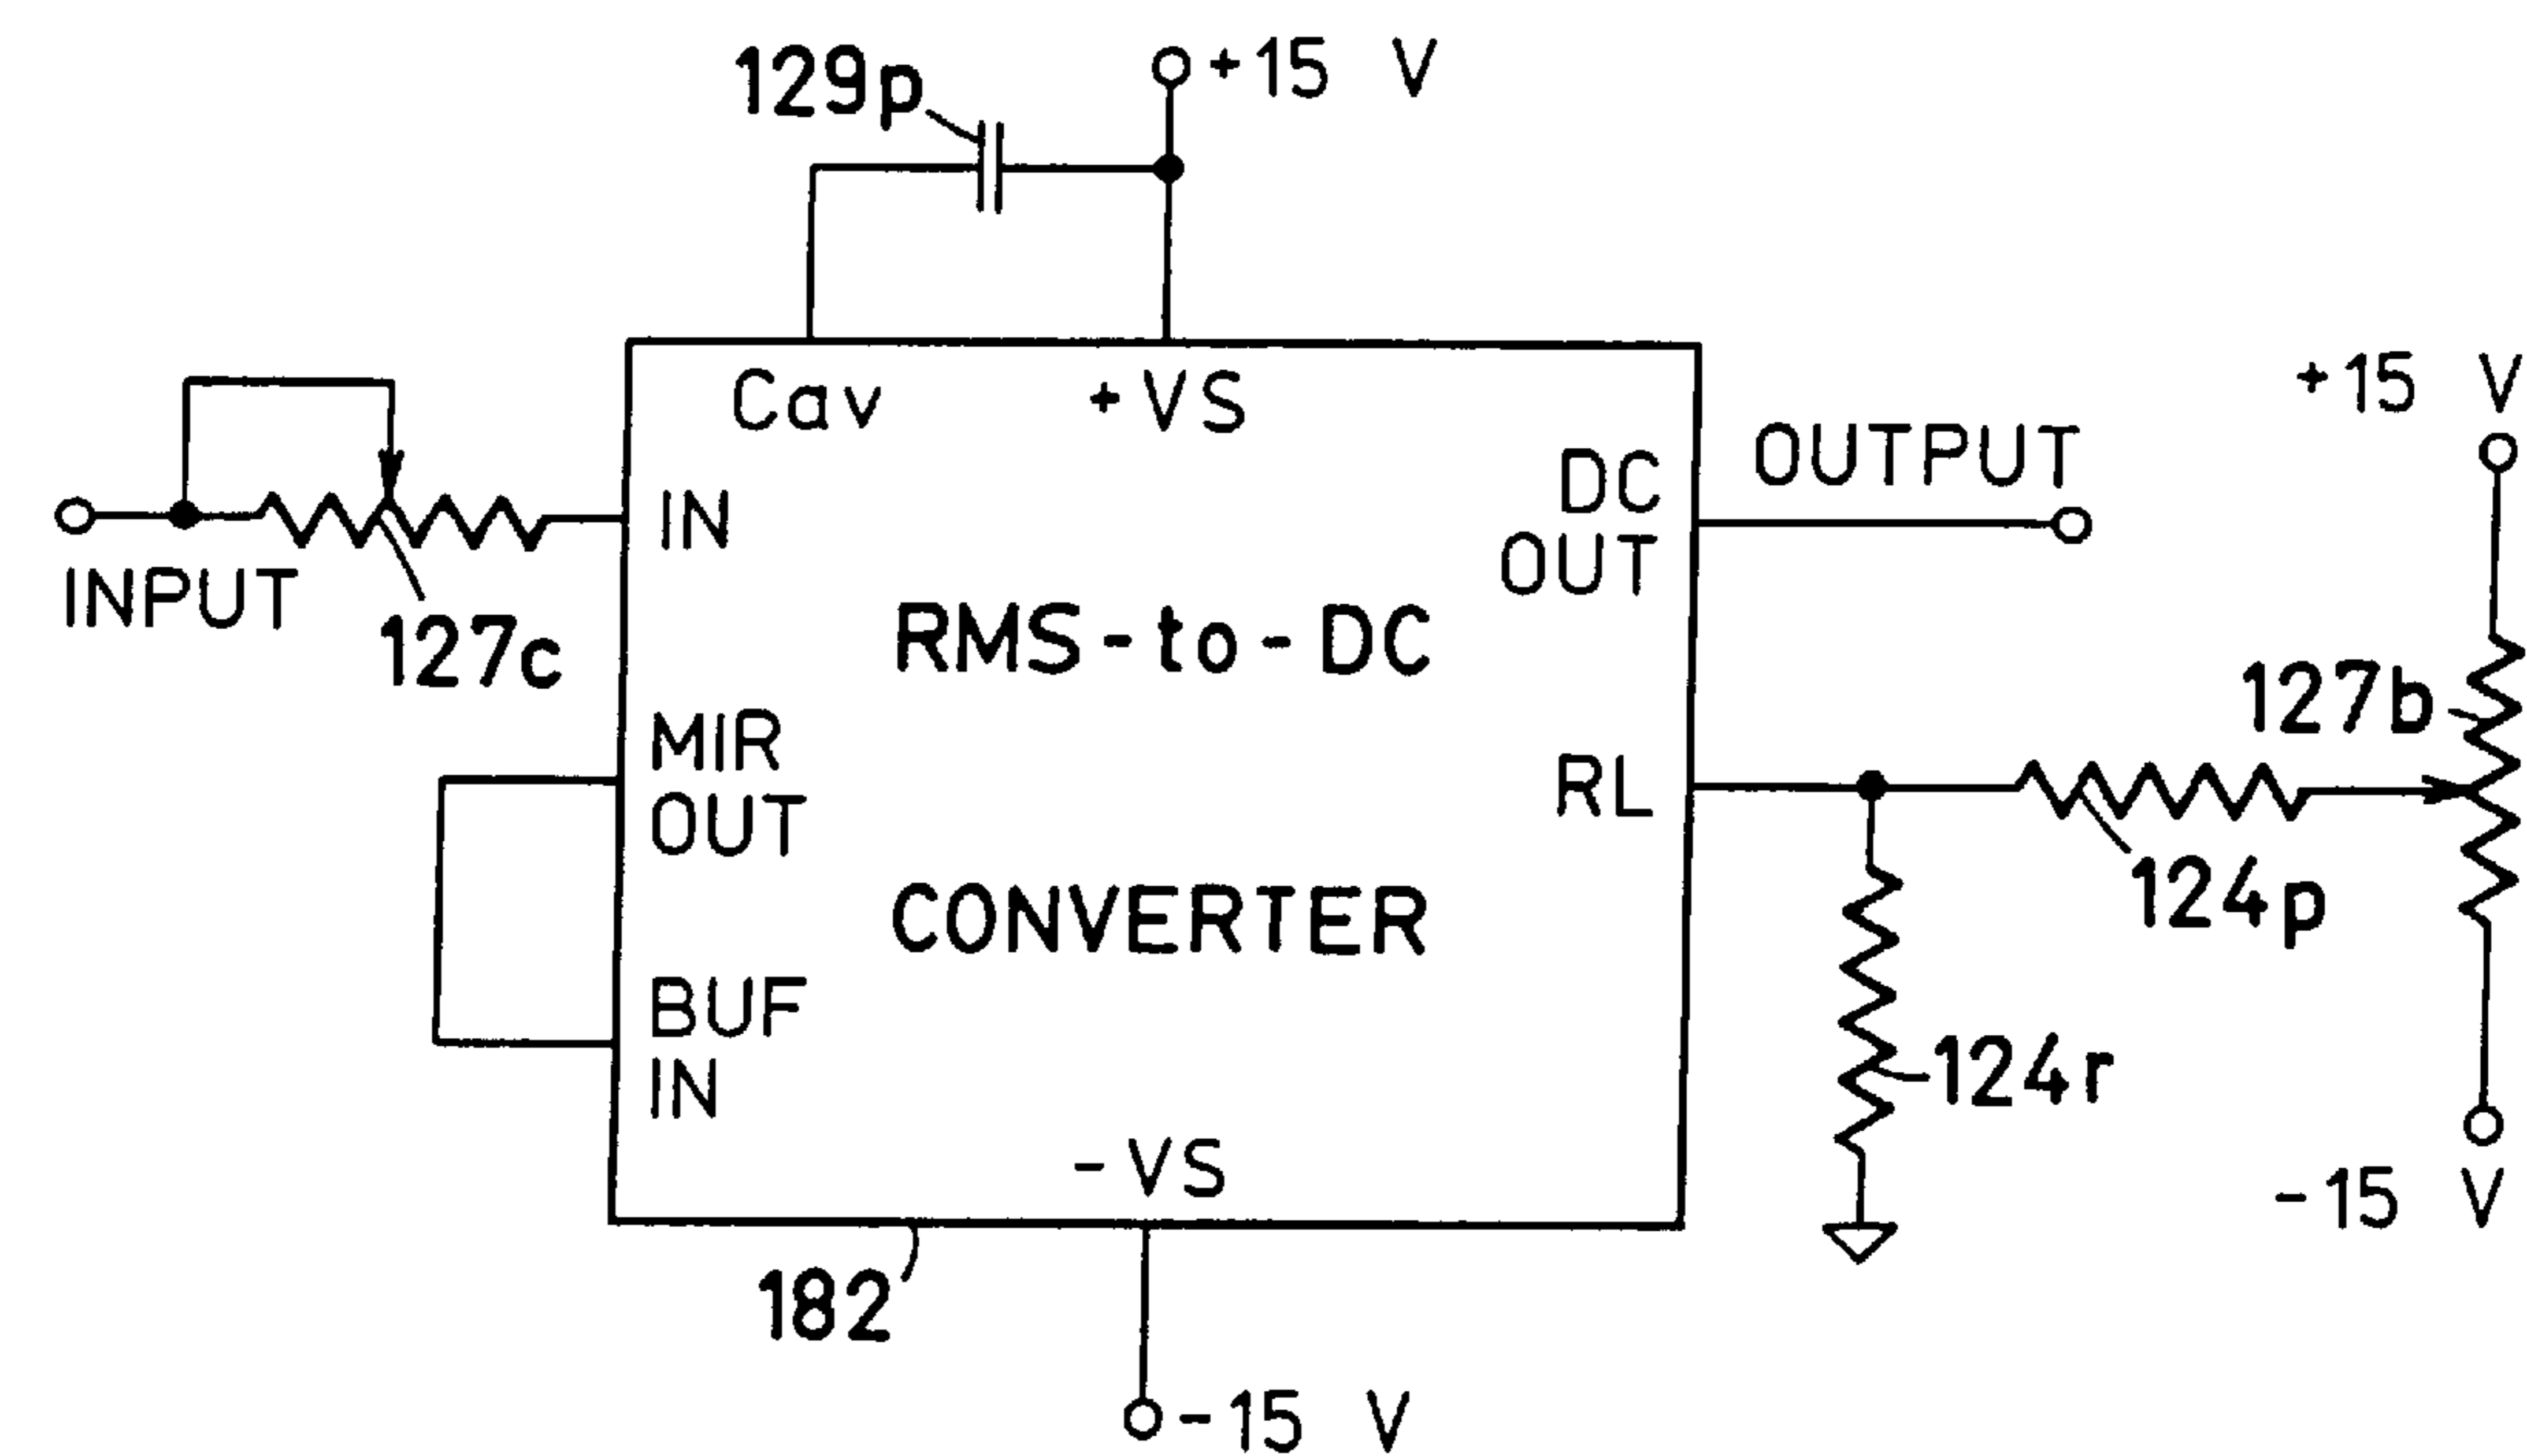 129p
+15 V
Cav
+VS
+15 V
OUTPUT
DC
OUT
IN
INPUT
127c
RMS-to-DC
127b
MIR
OUT
RL
124p
CONVERTER
BUF
IN
124r
-VS
-15 V
182
-15 V